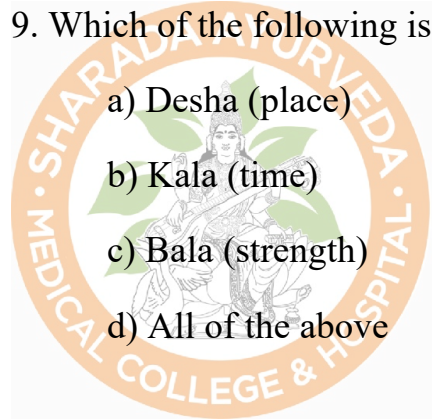 9. Which of the following is
a) Desha (place)
b) Kala (time)
c) Bala (strength)
d) All of the above
SHARADA AYURVEDA
MEDICAL COLLEGE & HOSPITAL